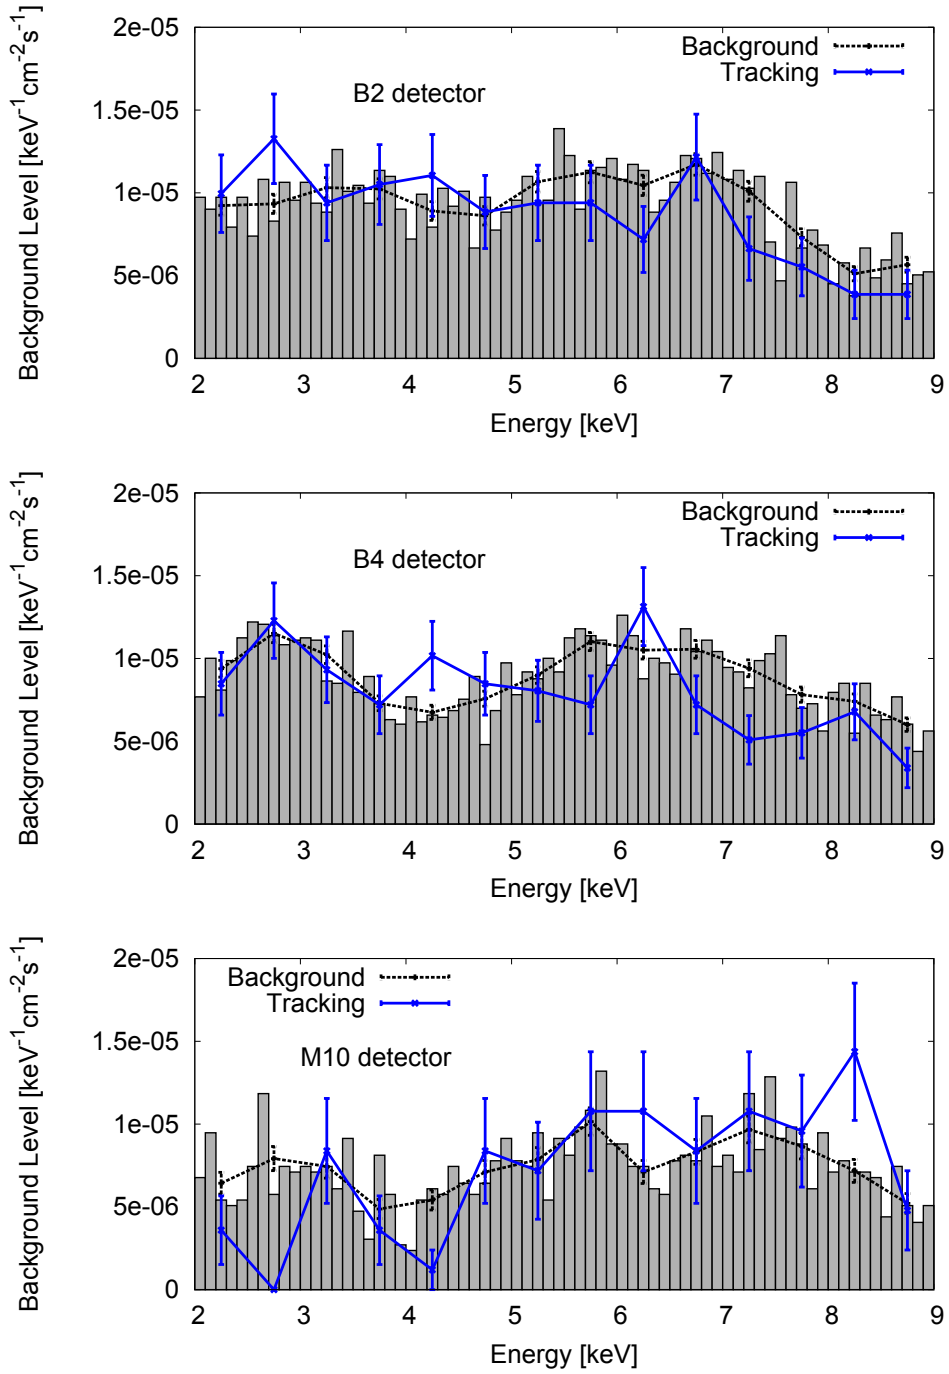 2e-05
1.5e-05
1e-05
5e-06
0
Background Level [keV⁻¹cm⁻²s⁻¹]
Background
Tracking
B2 detector
2 3 4 5 6 7 8 9
Energy [keV]
2e-05
1.5e-05
1e-05
5e-06
0
Background Level [keV⁻¹cm⁻²s⁻¹]
Background
Tracking
B4 detector
2 3 4 5 6 7 8 9
Energy [keV]
2e-05
1.5e-05
1e-05
5e-06
0
Background Level [keV⁻¹cm⁻²s⁻¹]
Background
Tracking
M10 detector
2 3 4 5 6 7 8 9
Energy [keV]